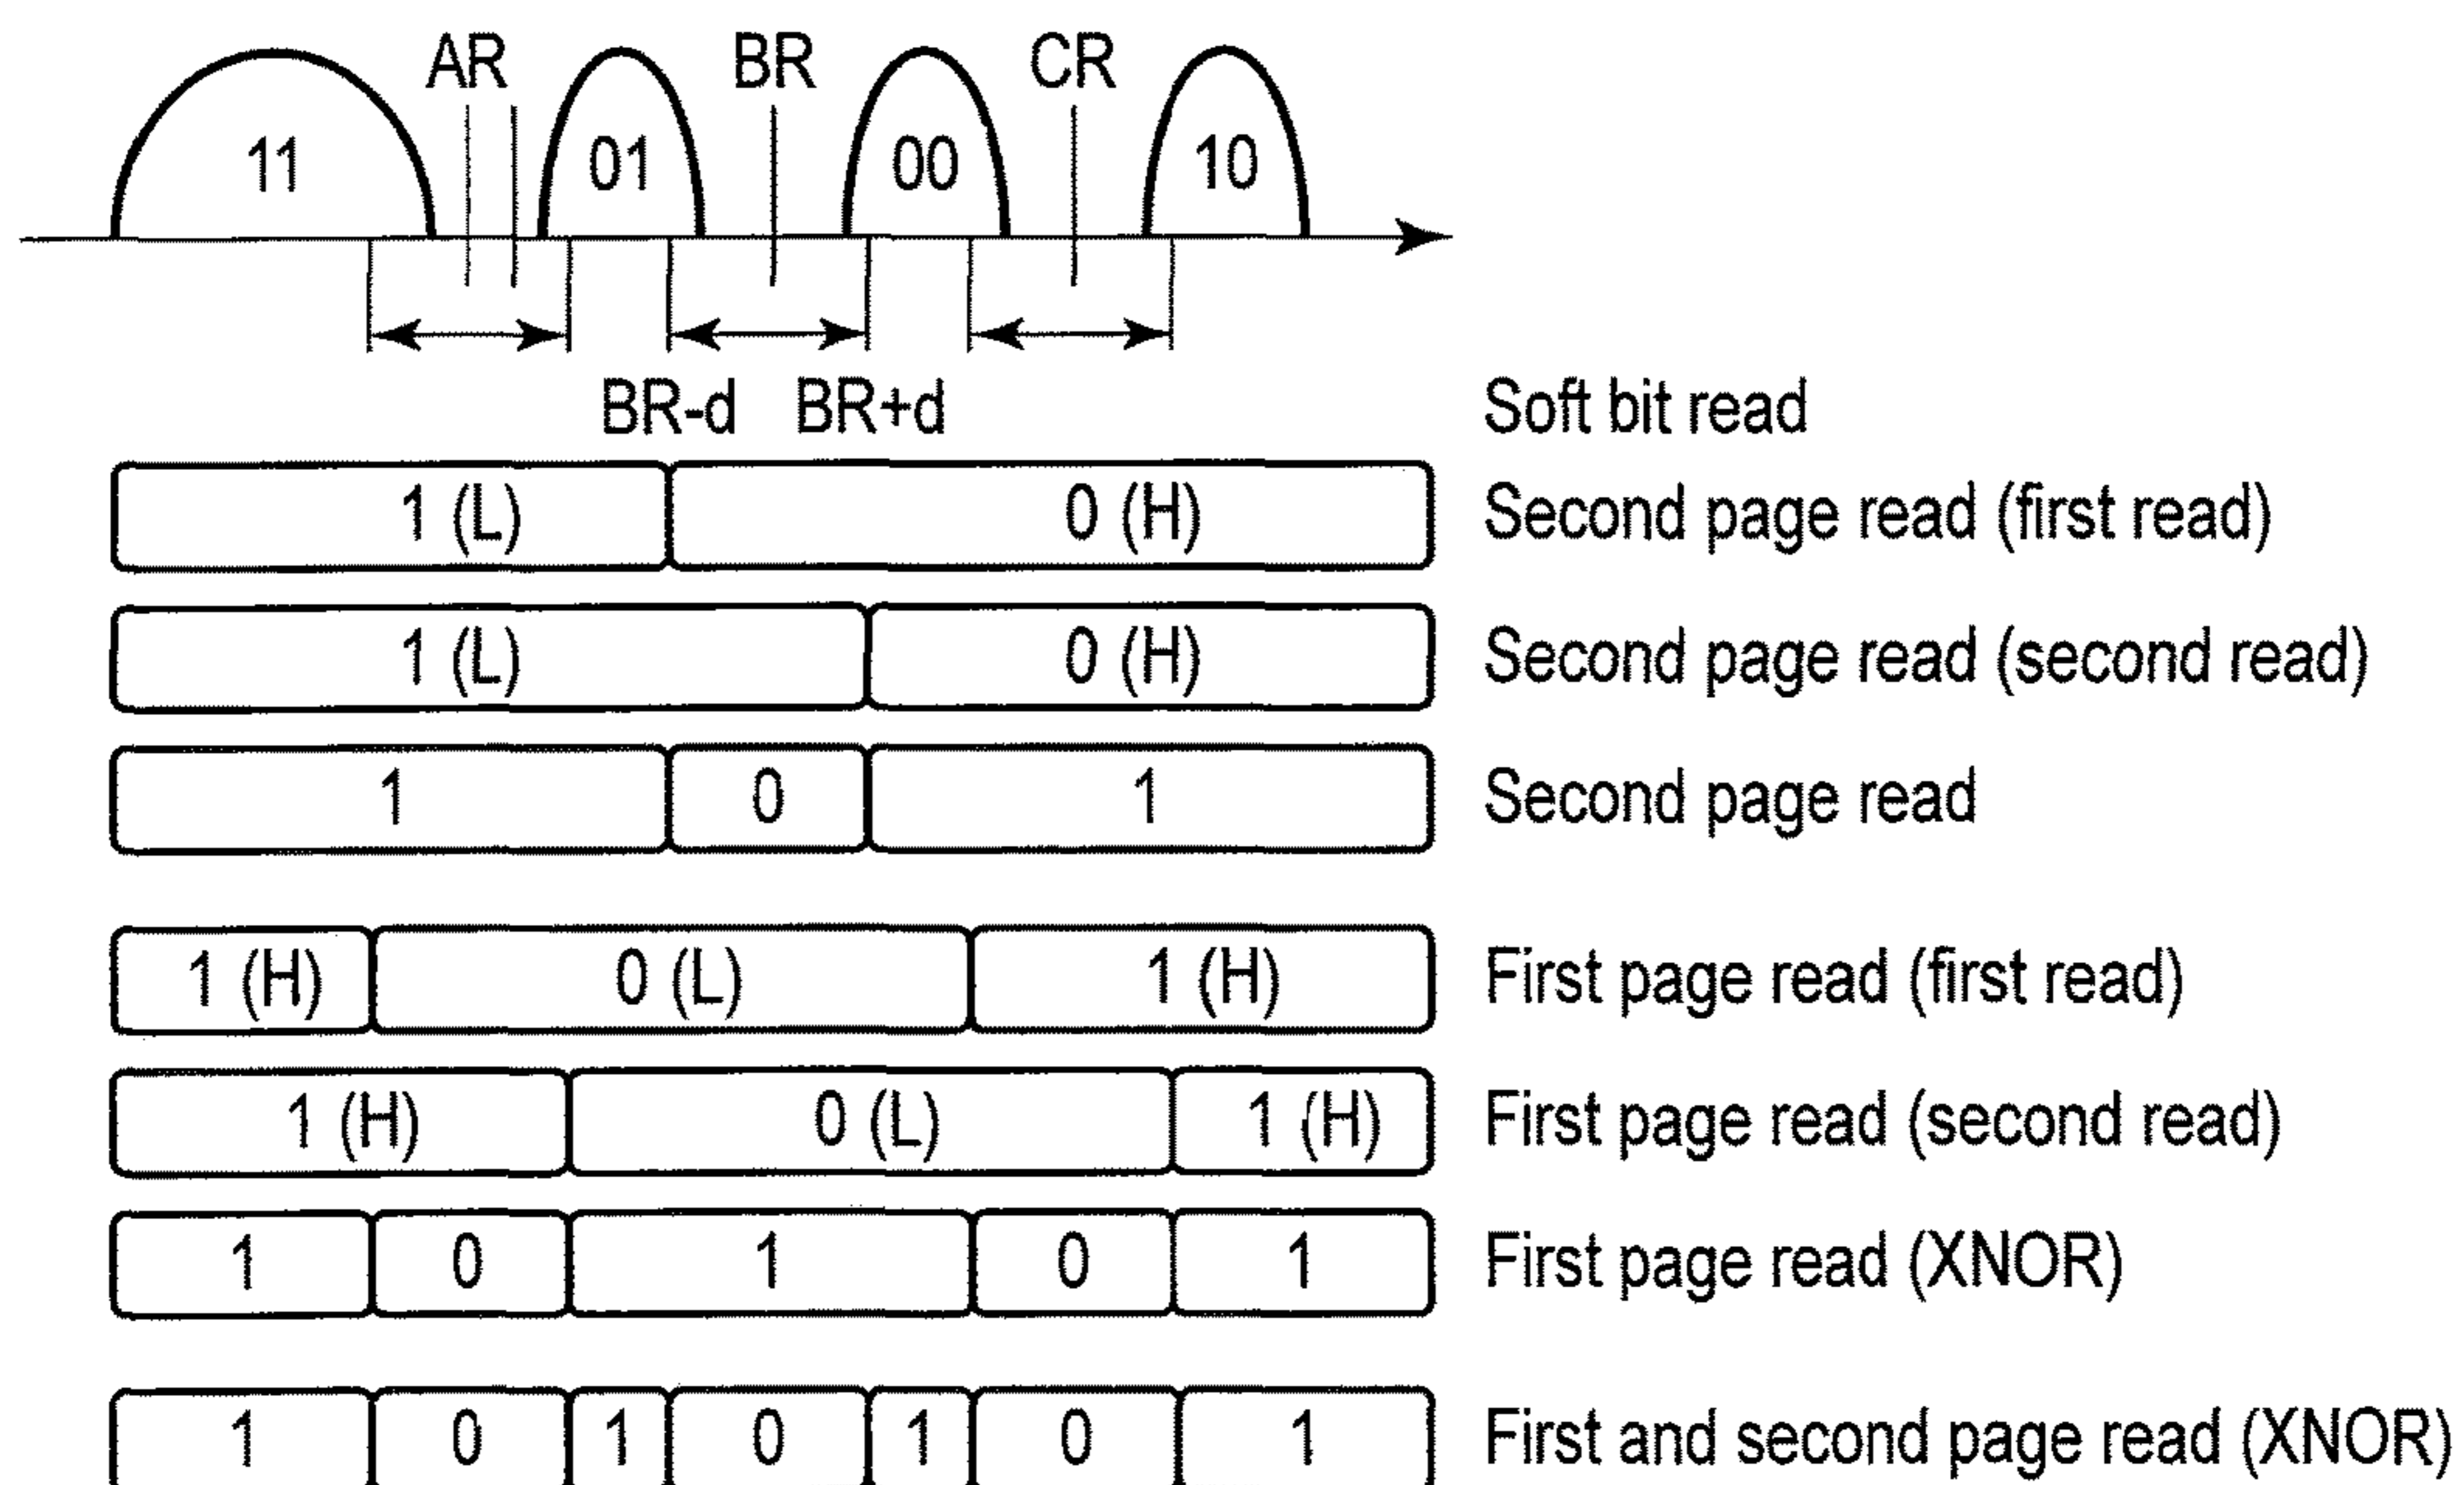 AR BR CR
11 01 00 10
BR-d BR+d Soft bit read
1 (L) 0 (H) Second page read (first read)
1 (L) 0 (H) Second page read (second read)
1 0 1 Second page read
1 (H) 0 (L) 1 (H) First page read (first read)
1 (H) 0 (L) 1 (H) First page read (second read)
1 0 1 0 1 First page read (XNOR)
1 0 1 0 1 0 1 First and second page read (XNOR)